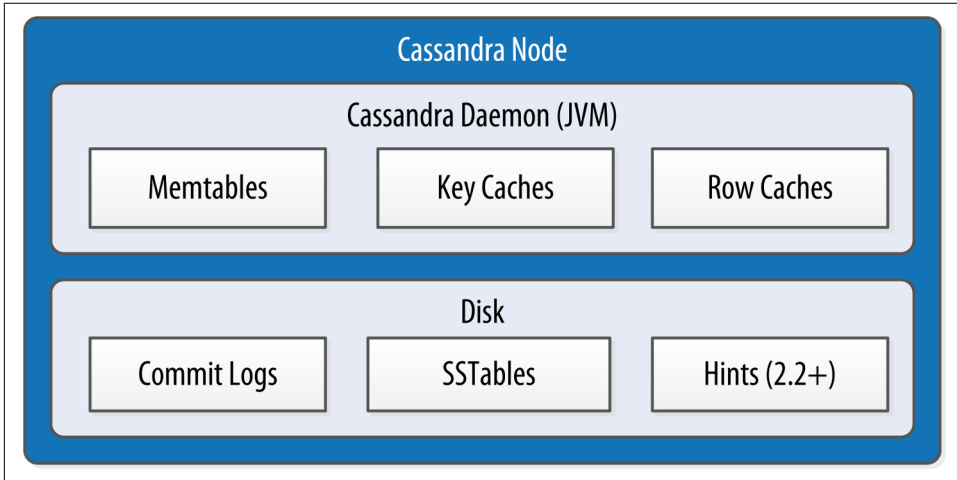 Cassandra Node
Cassandra Daemon (JVM)
Memtables
Key Caches
Row Caches
Disk
Commit Logs
SSTables
Hints (2.2+)